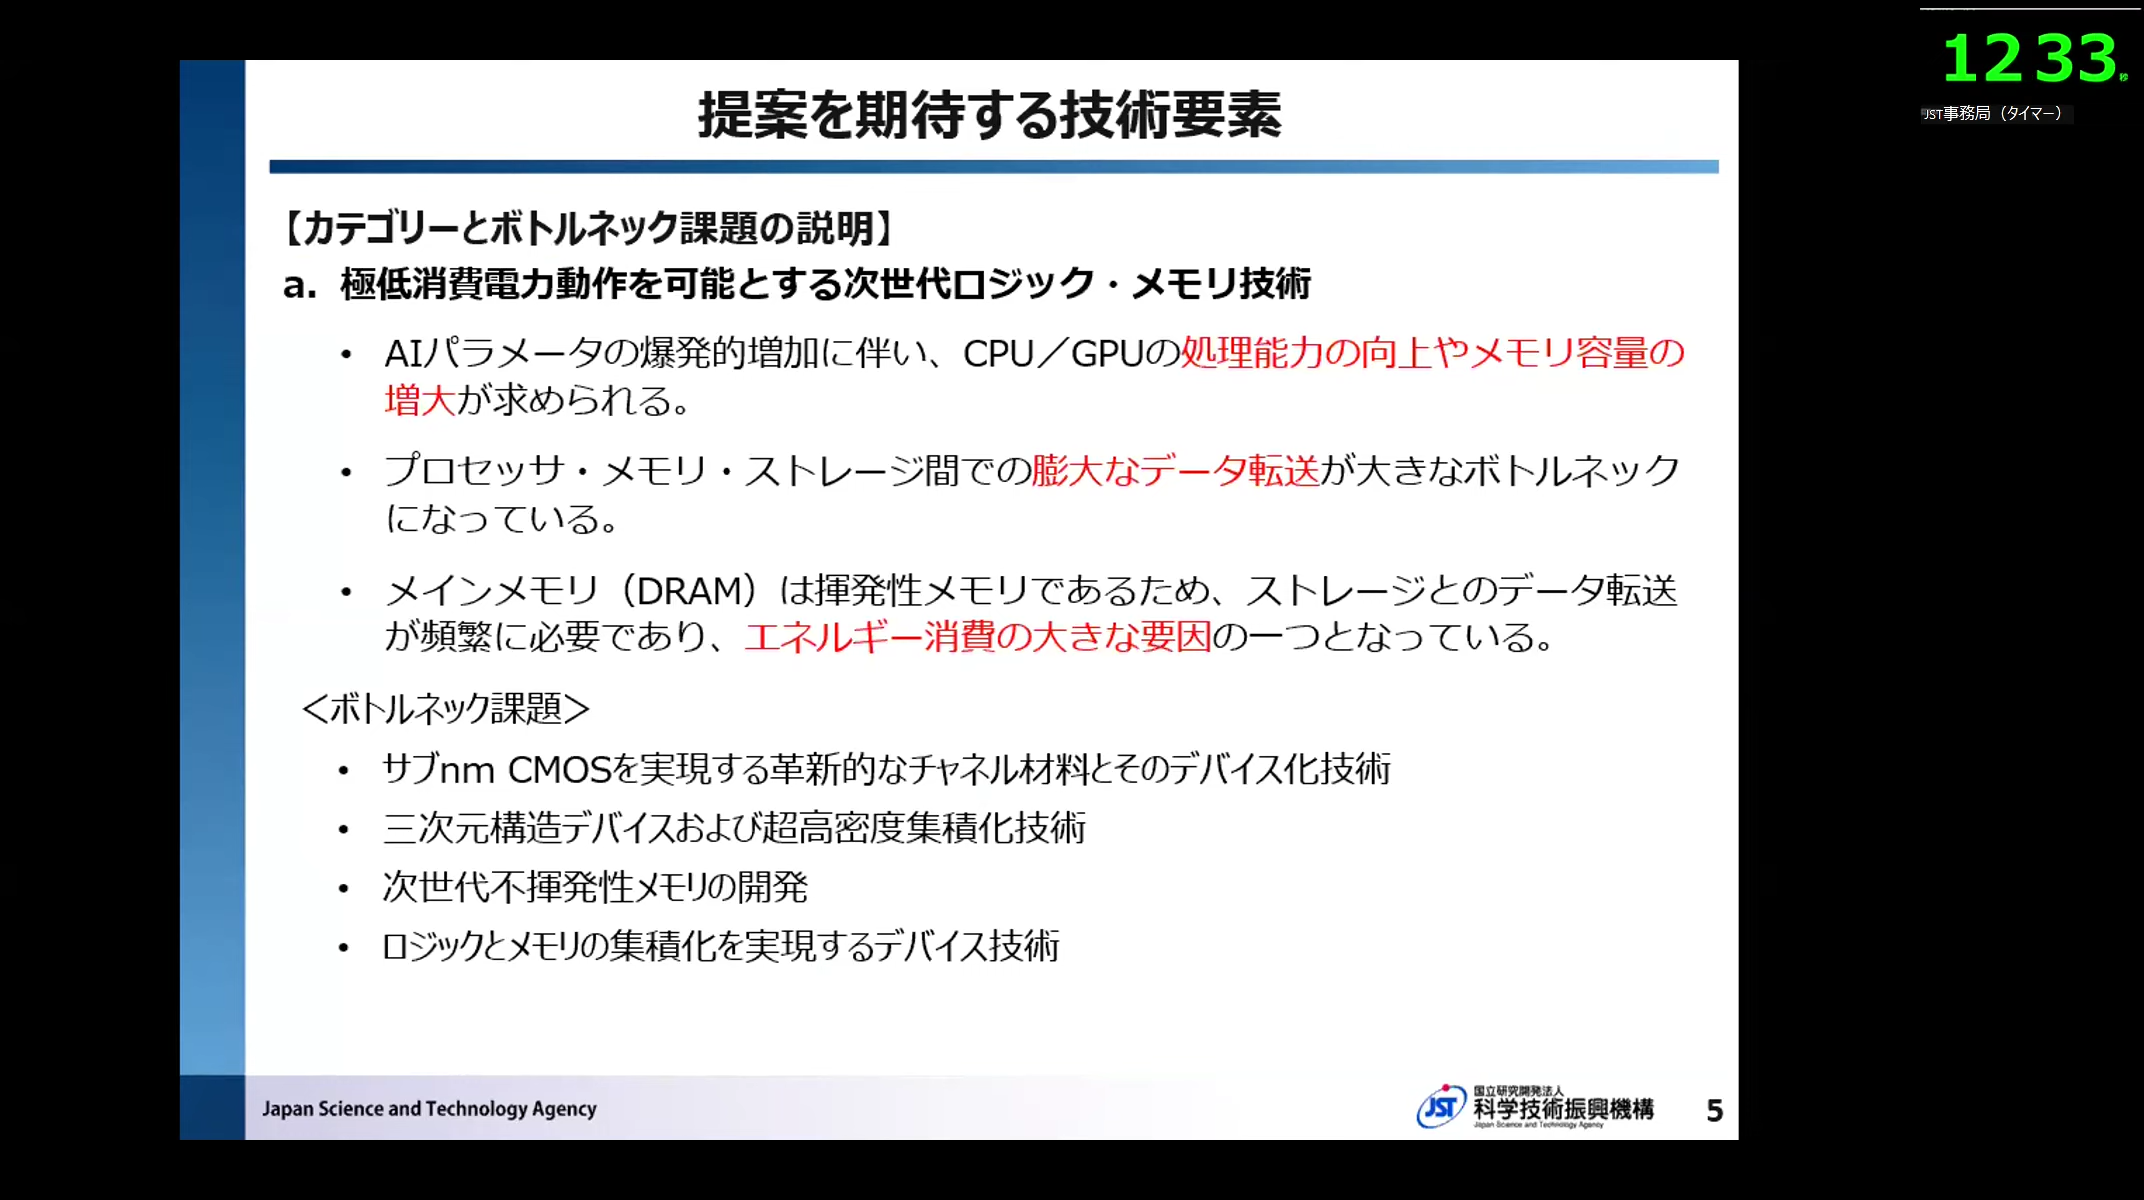 12 33 秒
JST事務局（タイマー）
提案を期待する技術要素
【カテゴリーとボトルネック課題の説明】
a. 極低消費電力動作を可能とする次世代ロジック・メモリ技術
• AIパラメータの爆発的増加に伴い、CPU／GPUの処理能力の向上やメモリ容量の
増大が求められる。
• プロセッサ・メモリ・ストレージ間での膨大なデータ転送が大きなボトルネック
になっている。
• メインメモリ（DRAM）は揮発性メモリであるため、ストレージとのデータ転送
が頻繁に必要であり、エネルギー消費の大きな要因の一つとなっている。
＜ボトルネック課題＞
• サブnm CMOSを実現する革新的なチャネル材料とそのデバイス化技術
• 三次元構造デバイスおよび超高密度集積化技術
• 次世代不揮発性メモリの開発
• ロジックとメモリの集積化を実現するデバイス技術
Japan Science and Technology Agency
JST
国立研究開発法人
科学技術振興機構
Japan Science and Technology Agency
5